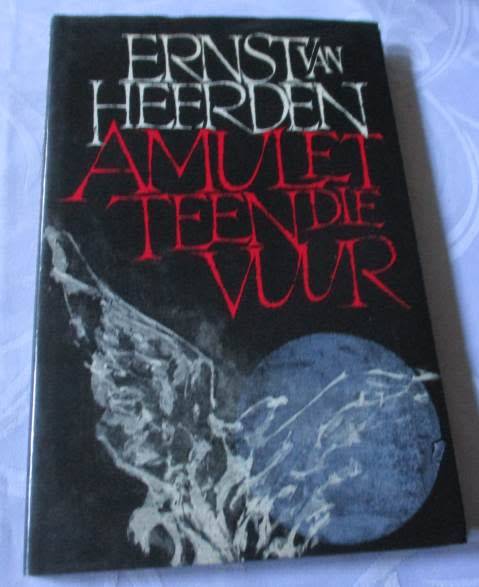 ERNST VAN
HEERDEN
AMULET
TEEN DIE
VUUR